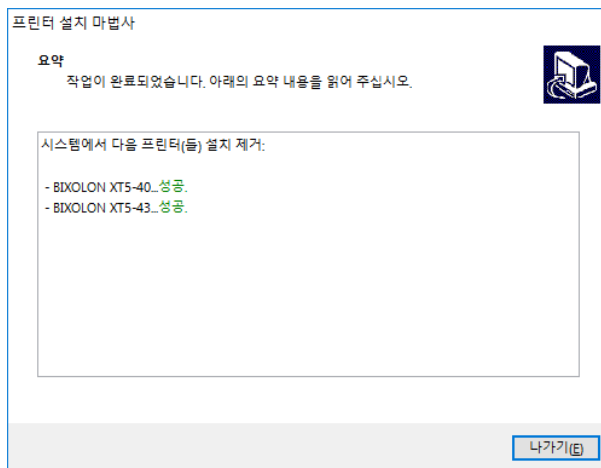 프린터 설치 마법사
요약
작업이 완료되었습니다. 아래의 요약 내용을 읽어 주십시오.
시스템에서 다음 프린터(들) 설치 제거:
- BIXOLON XT5-40...성공.
- BIXOLON XT5-43...성공.
나가기(E)